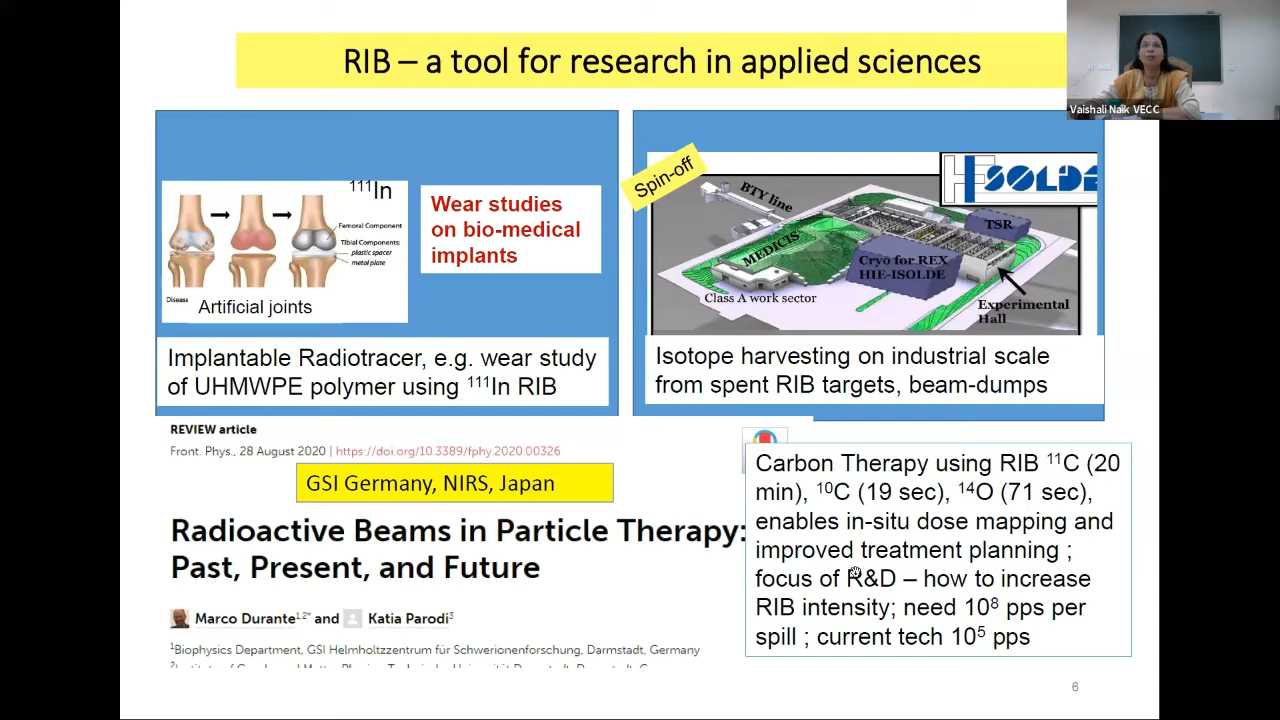 RIB – a tool for research in applied sciences
Vaishali Naik VECC
111In
Femoral Component
Tibial Components:
plastic spacer
metal plate
Disease
Artificial joints
Wear studies
on bio-medical
implants
Implantable Radiotracer, e.g. wear study
of UHMWPE polymer using 111In RIB
Spin-off
HIE
ISOLDE
BTY line
TSR
MEDICIS
Cryo for REX
HIE-ISOLDE
Class A work sector
Experimental
Hall
Isotope harvesting on industrial scale
from spent RIB targets, beam-dumps
REVIEW article
Front. Phys., 28 August 2020 | https://doi.org/10.3389/fphy.2020.00326
GSI Germany, NIRS, Japan
Radioactive Beams in Particle Therapy:
Past, Present, and Future
Marco Durante1,2* and Katia Parodi3
1Biophysics Department, GSI Helmholtzzentrum für Schwerionenforschung, Darmstadt, Germany
Carbon Therapy using RIB 11C (20
min), 10C (19 sec), 14O (71 sec),
enables in-situ dose mapping and
improved treatment planning ;
focus of R&D – how to increase
RIB intensity; need 108 pps per
spill ; current tech 105 pps
6